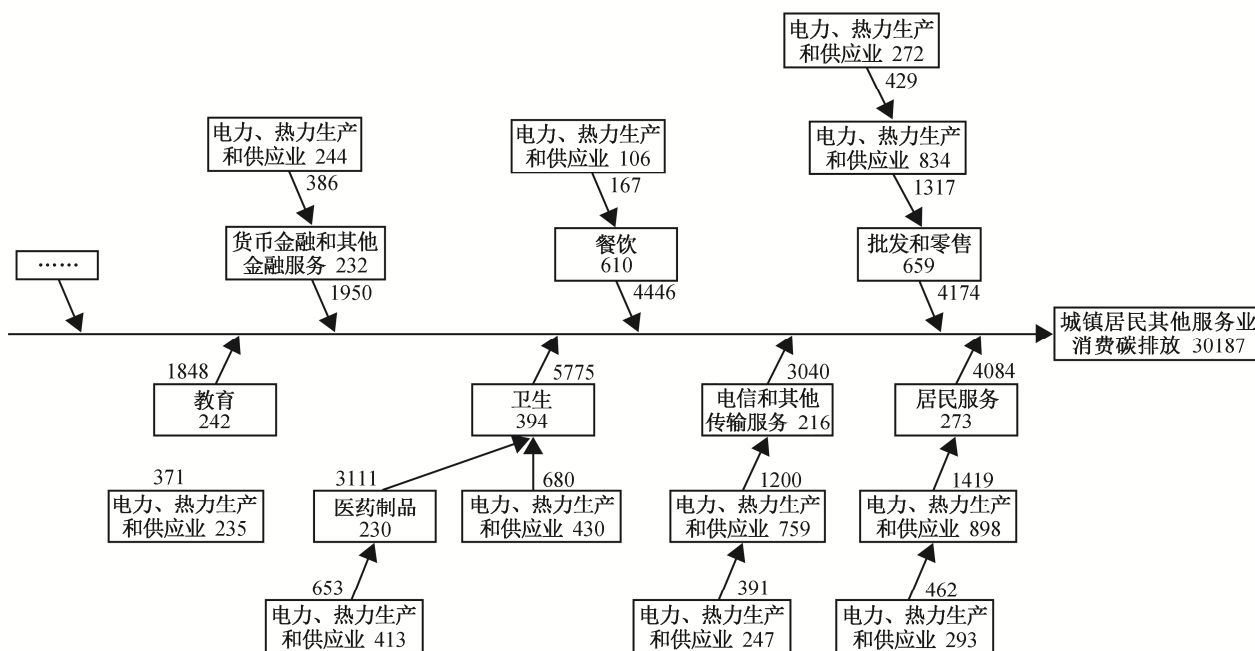 电力、热力生产
和供应业 272
429
电力、热力生产
和供应业 244
386
电力、热力生产
和供应业 106
167
电力、热力生产
和供应业 834
1317
……
货币金融和其他
金融服务 232
1950
餐饮
610
4446
批发和零售
659
4174
城镇居民其他服务业
消费碳排放 30187
1848
教育
242
5775
卫生
394
3040
电信和其他
传输服务 216
4084
居民服务
273
371
电力、热力生产
和供应业 235
3111
医药制品
230
680
电力、热力生产
和供应业 430
1200
电力、热力生产
和供应业 759
1419
电力、热力生产
和供应业 898
653
电力、热力生产
和供应业 413
391
电力、热力生产
和供应业 247
462
电力、热力生产
和供应业 293